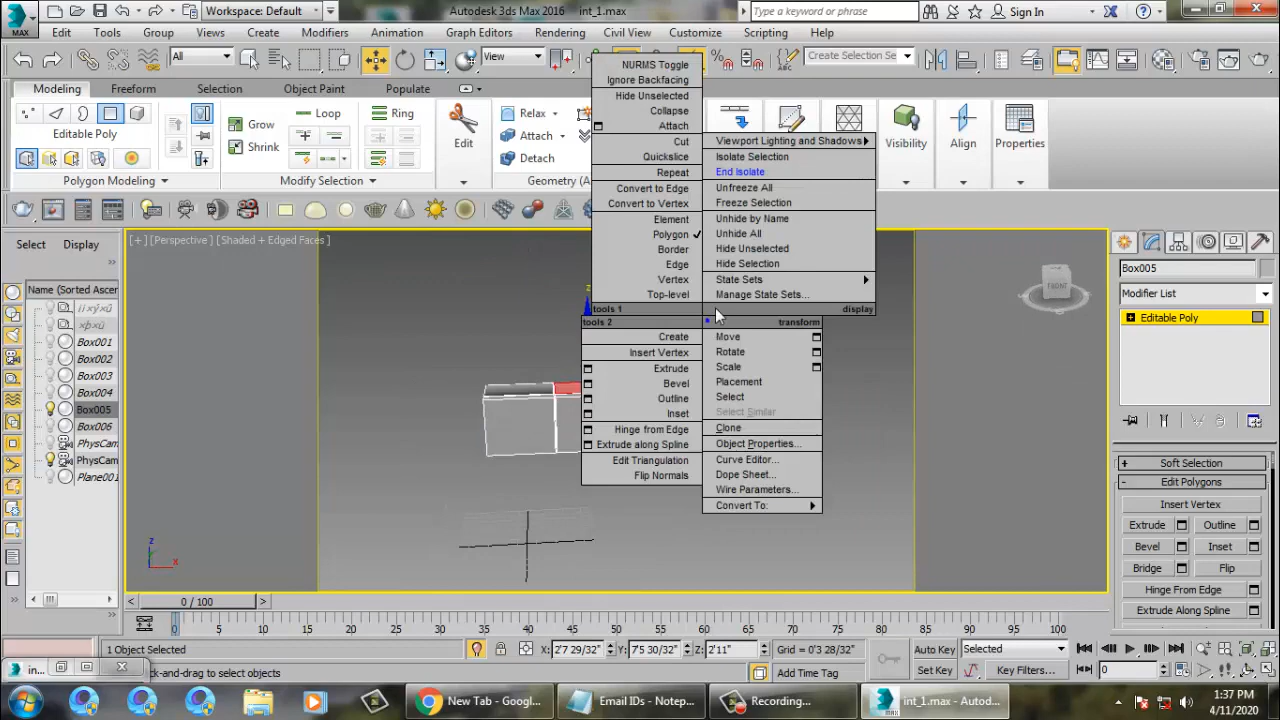 Workspace: Default
Autodesk 3ds Max 2016
int_1.max
Type a keyword or phrase
Sign In
MAX
Edit
Tools
Group
Views
Create
Modifiers
Animation
Graph Editors
Rendering
Civil View
Customize
Scripting
Help
All
View
Create Selection Se
Modeling
Freeform
Selection
Object Paint
Populate
Editable Poly
Polygon Modeling
Grow
Shrink
Loop
Ring
Modify Selection
Edit
Relax
Attach
Detach
Geometry (A
Visibility
Align
Properties
NURMS Toggle
Ignore Backfacing
Hide Unselected
Collapse
Attach
Cut
Quickslice
Repeat
Convert to Edge
Convert to Vertex
Element
Polygon
Border
Edge
Vertex
Top-level
tools 1
Viewport Lighting and Shadows
Isolate Selection
End Isolate
Unfreeze All
Freeze Selection
Unhide by Name
Unhide All
Hide Unselected
Hide Selection
State Sets
Manage State Sets...
display
tools 2
Create
Insert Vertex
Extrude
Bevel
Outline
Inset
Hinge from Edge
Extrude along Spline
Edit Triangulation
Flip Normals
transform
Move
Rotate
Scale
Placement
Select
Select Similar
Clone
Object Properties...
Curve Editor...
Dope Sheet...
Wire Parameters...
Convert To:
Select
Display
Name (Sorted Ascer
Box001
Box002
Box003
Box004
Box005
PhysCam
PhysCam
Plane001
[+] [Perspective] [Shaded + Edged Faces]
FRONT
z
z
x
Box005
Modifier List
Editable Poly
Soft Selection
Edit Polygons
Insert Vertex
Extrude
Outline
Bevel
Inset
Bridge
Flip
Hinge From Edge
Extrude Along Spline
0 / 100
0 5 10 15 20 25 30 35 40 45 50 55 60 65 70 75 80 85 90 95 100
1 Object Selected
X: 2'7 29/32"
Y: 7'5 30/32"
Z: 2'11"
Grid = 0'3 28/32"
Auto Key
Selected
in...
ck-and-drag to select objects
Add Time Tag
Set Key
Key Filters...
0
New Tab - Googl...
Email IDs - Notep...
Recording...
int_1.max - Autod...
1:37 PM
4/11/2020